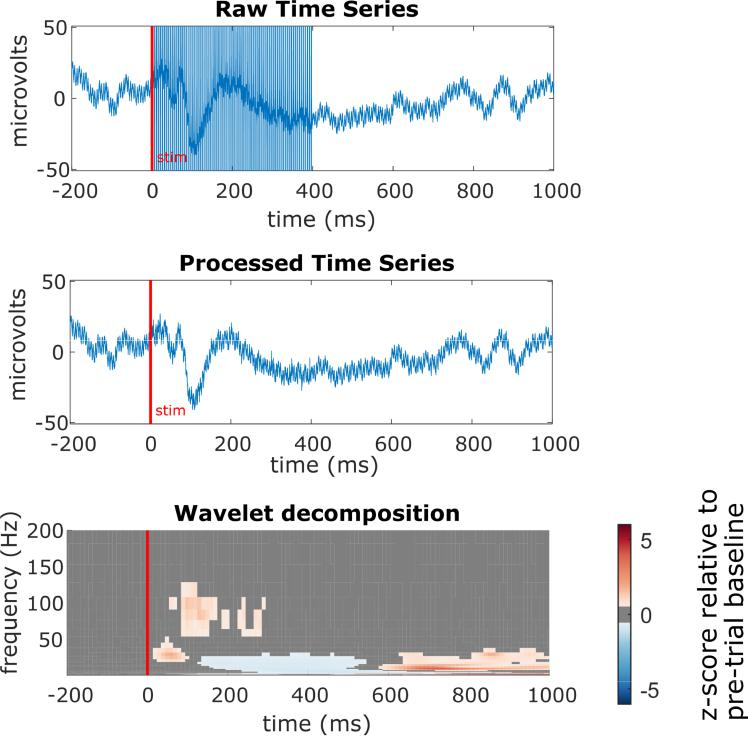 Raw Time Series
50
0
-50
microvolts
stim
-200 0 200 400 600 800 1000
time (ms)
Processed Time Series
50
0
-50
microvolts
stim
-200 0 200 400 600 800 1000
time (ms)
Wavelet decomposition
200
150
100
50
frequency (Hz)
-200 0 200 400 600 800 1000
time (ms)
5
0
-5
z-score relative to
pre-trial baseline